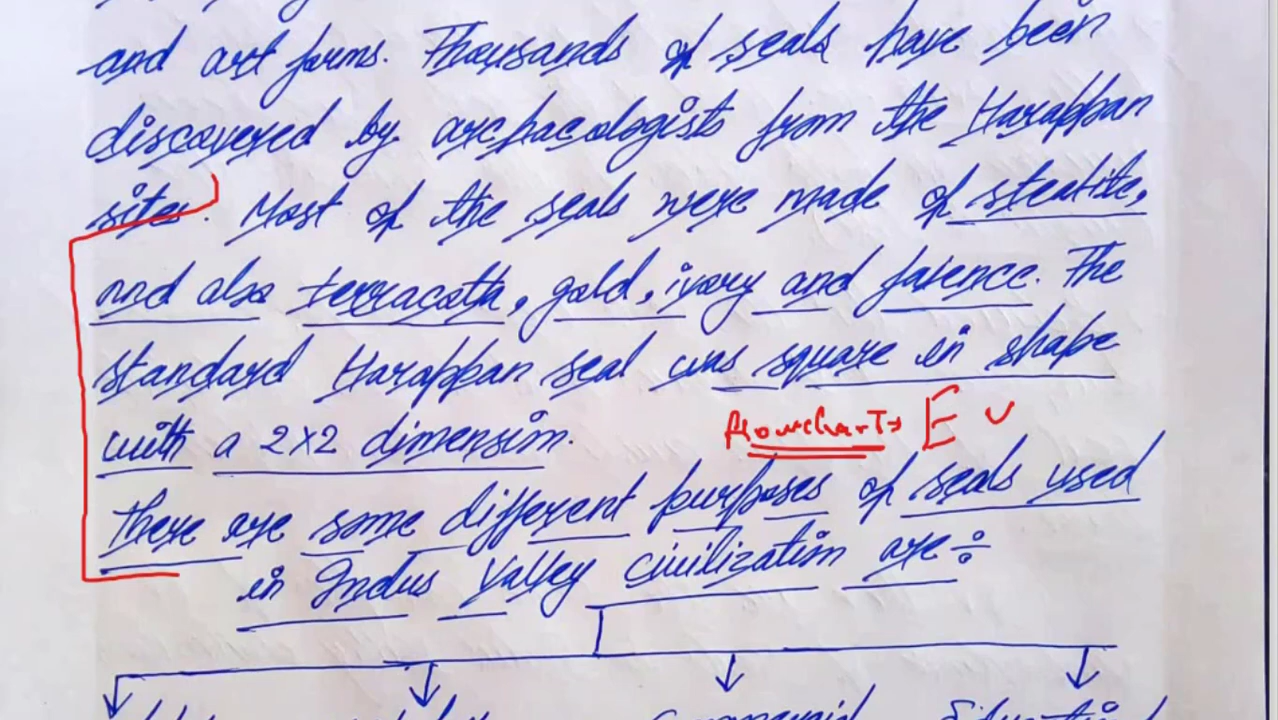 and art forms. Thousands of seals have been
discovered by archaeologists from the Harappan
sites. Most of the seals were made of steatite,
and also terracotta, gold, ivory and faience. The
standard Harappan seal was square in shape
with a 2x2 dimension.
Flowchart→ E
There are some different purposes of seals used
in Indus Valley civilization are÷
Educational